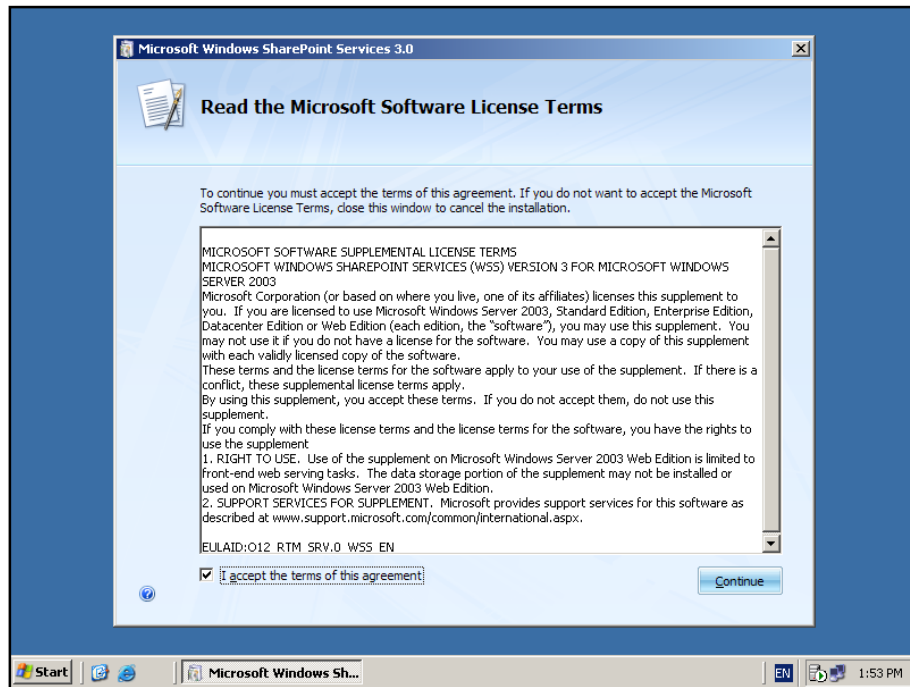 Microsoft Windows SharePoint Services 3.0
Read the Microsoft Software License Terms
To continue you must accept the terms of this agreement. If you do not want to accept the Microsoft
Software License Terms, close this window to cancel the installation.
MICROSOFT SOFTWARE SUPPLEMENTAL LICENSE TERMS
MICROSOFT WINDOWS SHAREPOINT SERVICES (WSS) VERSION 3 FOR MICROSOFT WINDOWS
SERVER 2003
Microsoft Corporation (or based on where you live, one of its affiliates) licenses this supplement to
you. If you are licensed to use Microsoft Windows Server 2003, Standard Edition, Enterprise Edition,
Datacenter Edition or Web Edition (each edition, the “software”), you may use this supplement. You
may not use it if you do not have a license for the software. You may use a copy of this supplement
with each validly licensed copy of the software.
These terms and the license terms for the software apply to your use of the supplement. If there is a
conflict, these supplemental license terms apply.
By using this supplement, you accept these terms. If you do not accept them, do not use this
supplement.
If you comply with these license terms and the license terms for the software, you have the rights to
use the supplement
1. RIGHT TO USE. Use of the supplement on Microsoft Windows Server 2003 Web Edition is limited to
front-end web serving tasks. The data storage portion of the supplement may not be installed or
used on Microsoft Windows Server 2003 Web Edition.
2. SUPPORT SERVICES FOR SUPPLEMENT. Microsoft provides support services for this software as
described at www.support.microsoft.com/common/international.aspx.
EULAID:O12_RTM_SRV.0_WSS_EN
I accept the terms of this agreement
Continue
Start
Microsoft Windows Sh...
EN
1:53 PM